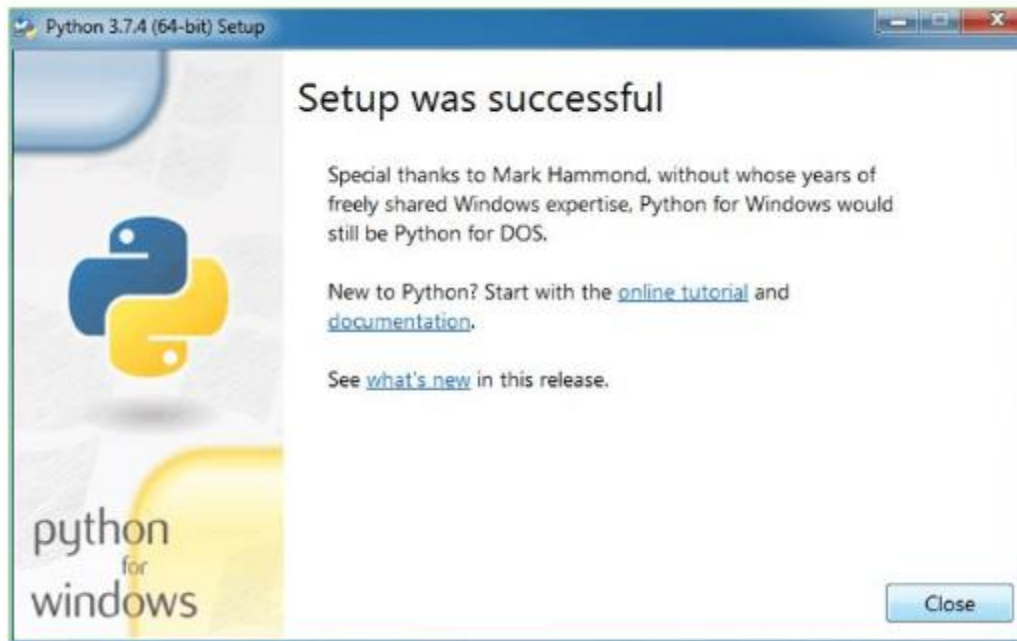 Python 3.7.4 (64-bit) Setup
Setup was successful
Special thanks to Mark Hammond, without whose years of
freely shared Windows expertise, Python for Windows would
still be Python for DOS.
New to Python? Start with the online tutorial and
documentation.
See what's new in this release.
python
for
windows
Close